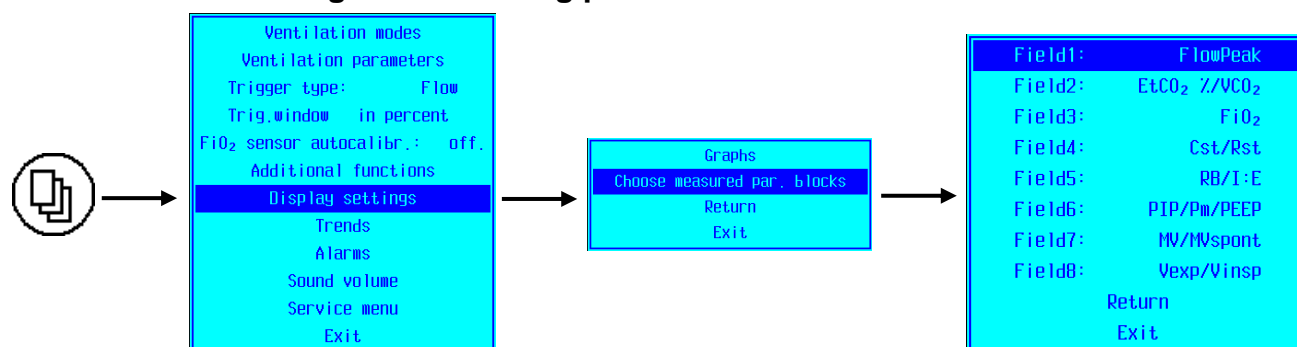 Ventilation modes
Ventilation parameters
Trigger type: Flow
Trig.window in percent
FiO₂ sensor autocalibr.: off.
Additional functions
Display settings
Trends
Alarms
Sound volume
Service menu
Exit
Graphs
Choose measured par. blocks
Return
Exit
Field1: FlowPeak
Field2: EtCO₂ %/VCO₂
Field3: FiO₂
Field4: Cst/Rst
Field5: RB/I:E
Field6: PIP/Pm/PEEP
Field7: MV/MVspont
Field8: Vexp/Vinsp
Return
Exit